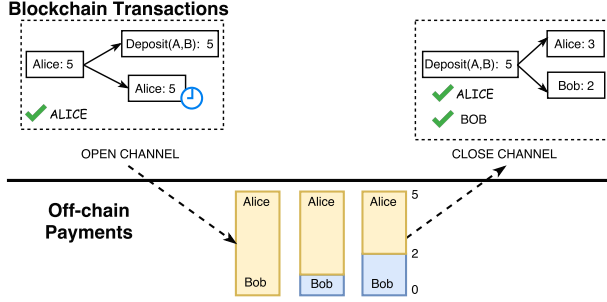 Blockchain Transactions
Alice: 5
Deposit(A,B): 5
Alice: 5
ALICE
OPEN CHANNEL
Deposit(A,B): 5
Alice: 3
Bob: 2
ALICE
BOB
CLOSE CHANNEL
Off-chain
Payments
Alice
Bob
Alice
Bob
Alice
Bob
5
2
0